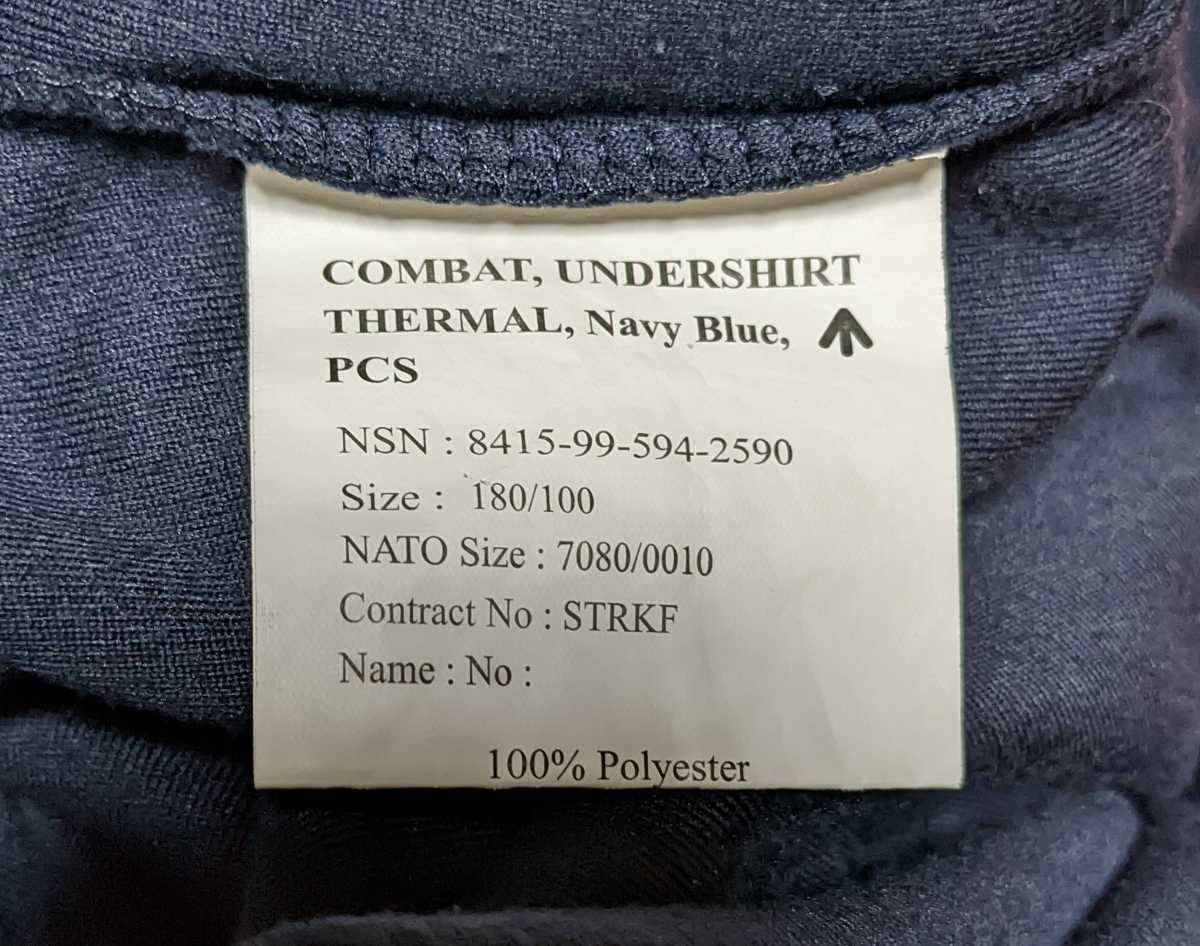 COMBAT, UNDERSHIRT
THERMAL, Navy Blue,
PCS
NSN : 8415-99-594-2590
Size : 180/100
NATO Size : 7080/0010
Contract No : STRKF
Name : No :
100% Polyester